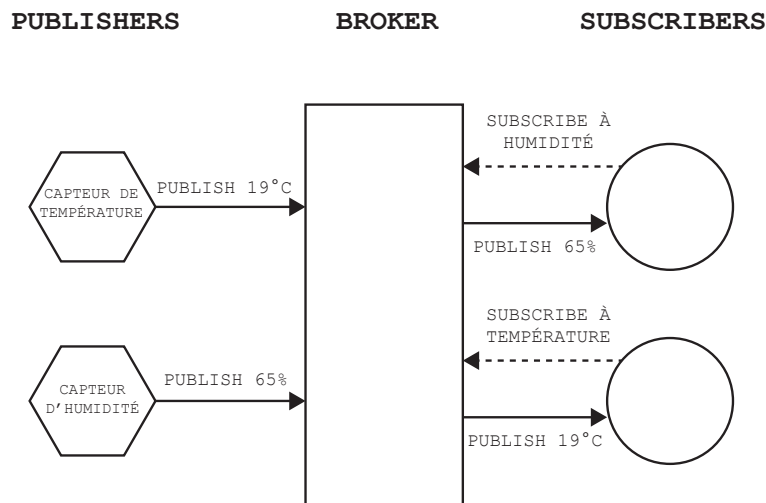 PUBLISHERS
BROKER
SUBSCRIBERS
CAPTEUR DE
TEMPÉRATURE
PUBLISH 19°C
SUBSCRIBE À
HUMIDITÉ
PUBLISH 65%
CAPTEUR
D'HUMIDITÉ
PUBLISH 65%
SUBSCRIBE À
TEMPÉRATURE
PUBLISH 19°C